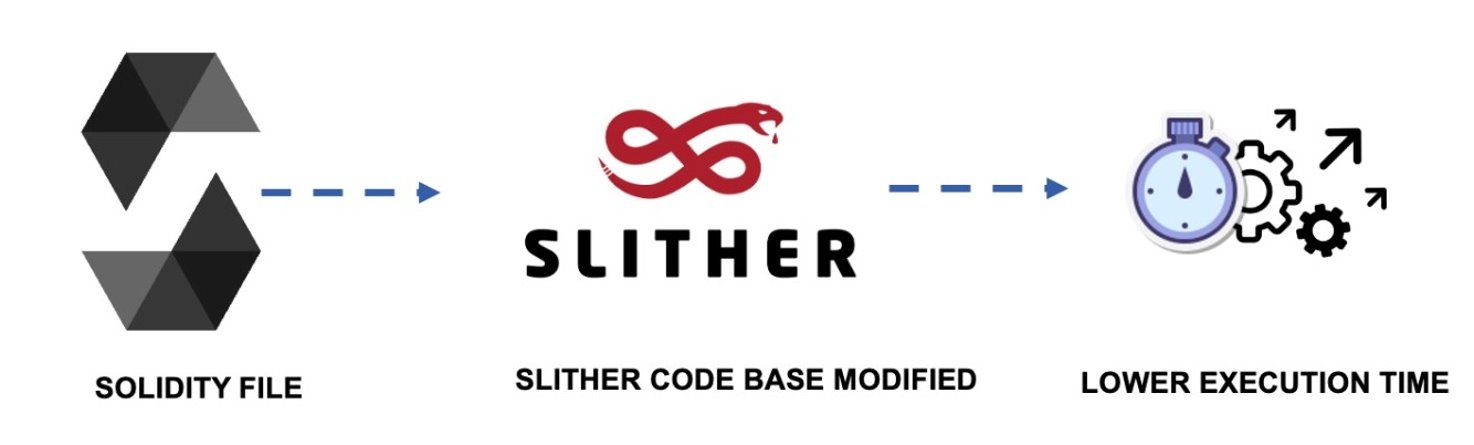 SLITHER
SOLIDITY FILE
SLITHER CODE BASE MODIFIED
LOWER EXECUTION TIME